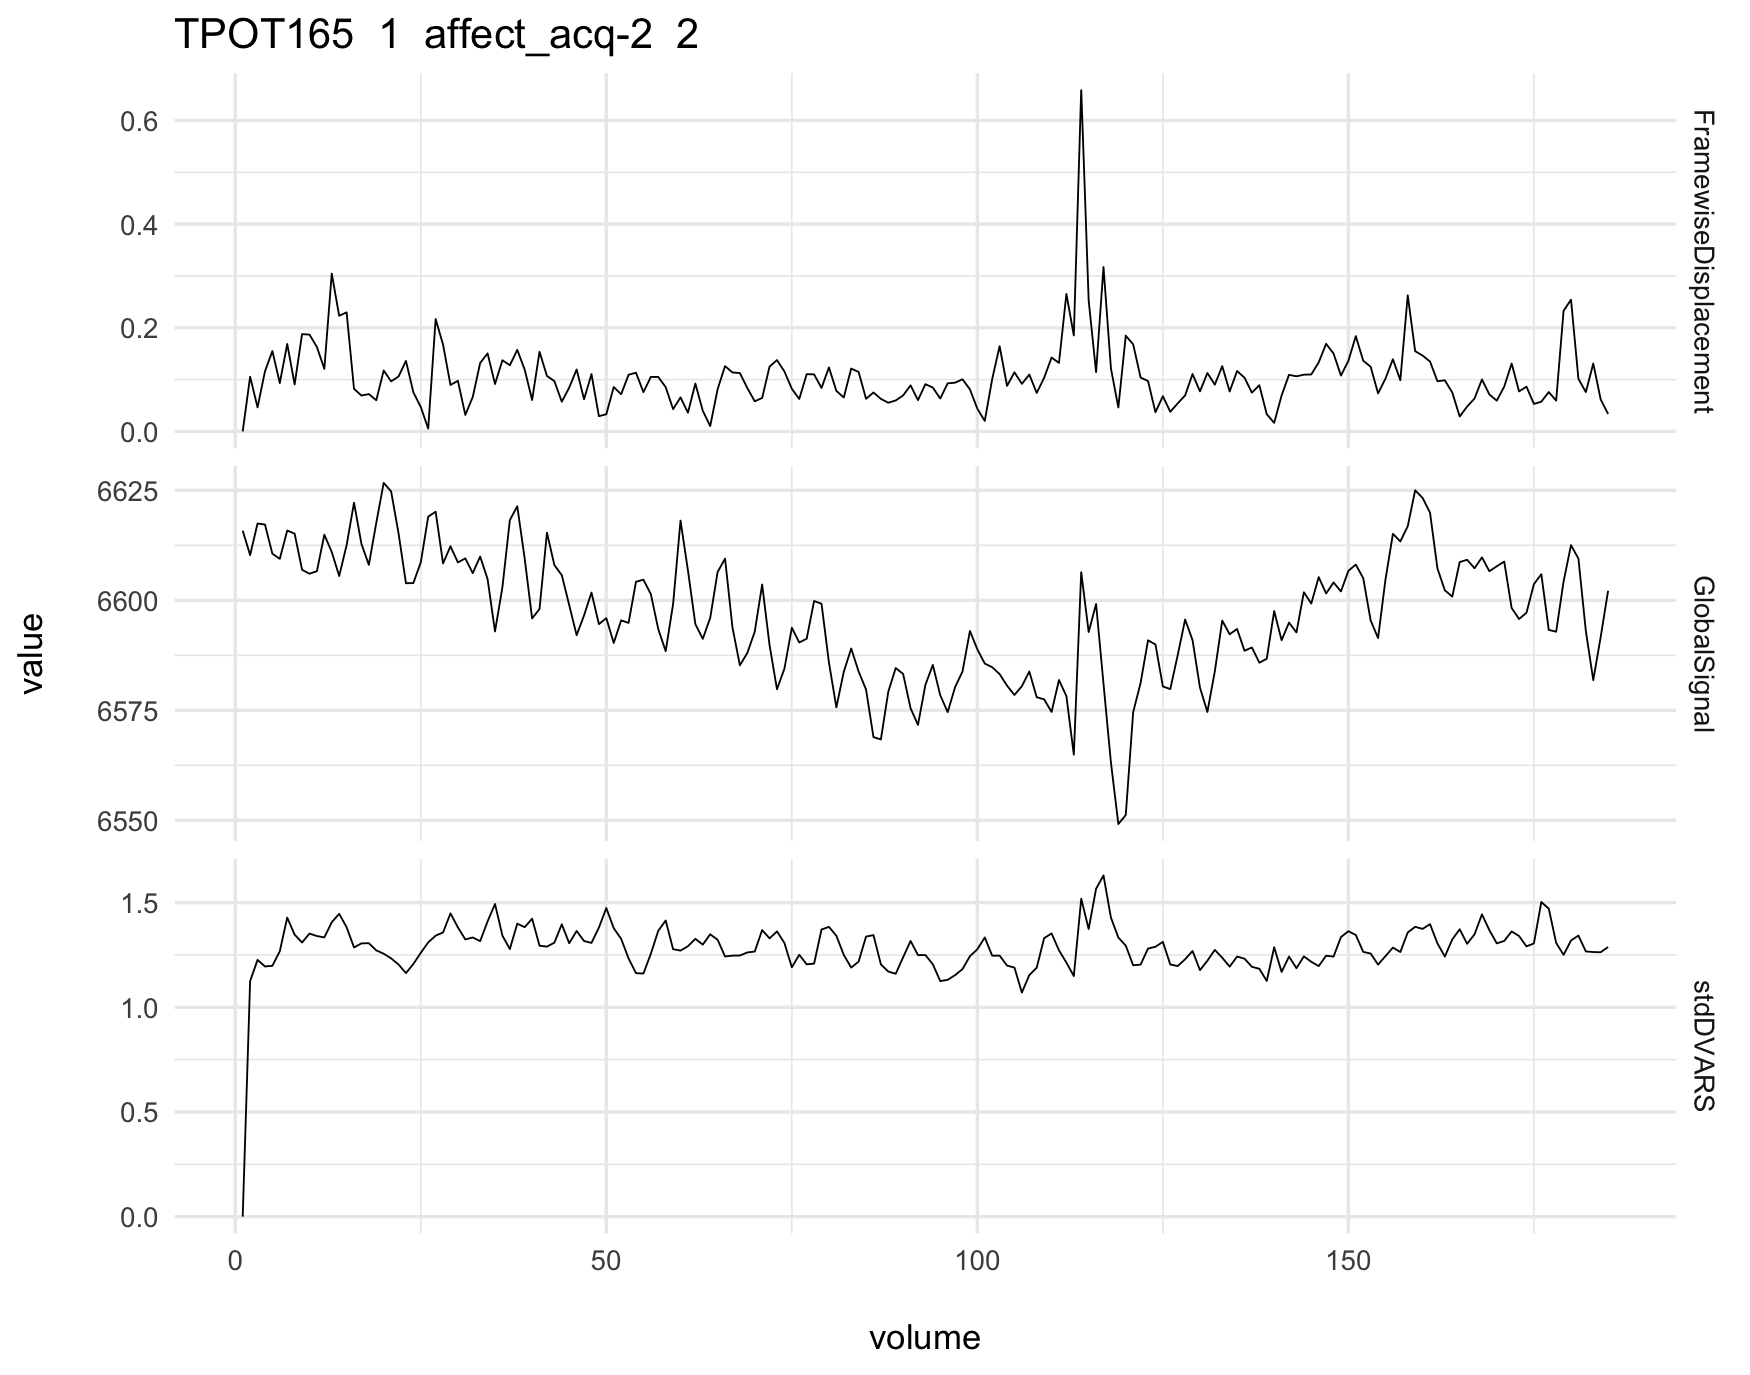 TPOT165 1 affect_acq-2 2
0.6
0.4
0.2
0.0
FramewiseDisplacement
6625
6600
6575
6550
GlobalSignal
1.5
1.0
0.5
0.0
stdDVARS
value
0 50 100 150
volume